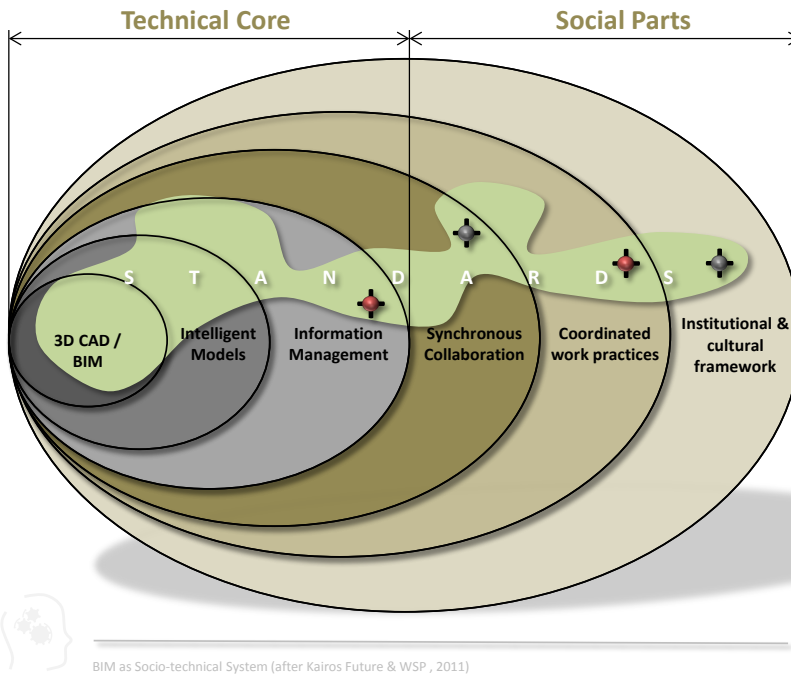 Technical Core
Social Parts
S T A N D A R D S
3D CAD /
BIM
Intelligent
Models
Information
Management
Synchronous
Collaboration
Coordinated
work practices
Institutional &
cultural
framework
BIM as Socio-technical System (after Kairos Future & WSP , 2011)